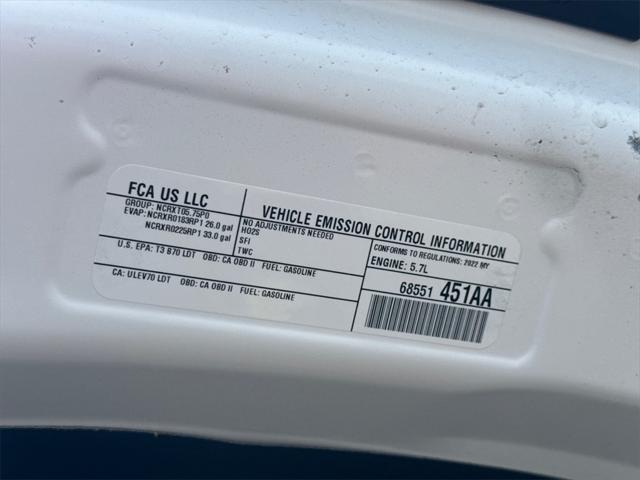 FCA US LLC
GROUP: NCRXT05.75P0
EVAP: NCRXR0183RP1 26.0 gal
NCRXR0225RP1 33.0 gal
U.S. EPA: T3 B70 LDT OBD: CA OBD II FUEL: GASOLINE
CA: ULEV70 LDT OBD: CA OBD II FUEL: GASOLINE
VEHICLE EMISSION CONTROL INFORMATION
NO ADJUSTMENTS NEEDED
HO2S
SFI
TWC
CONFORMS TO REGULATIONS: 2022 MY
ENGINE: 5.7L
68551 451AA